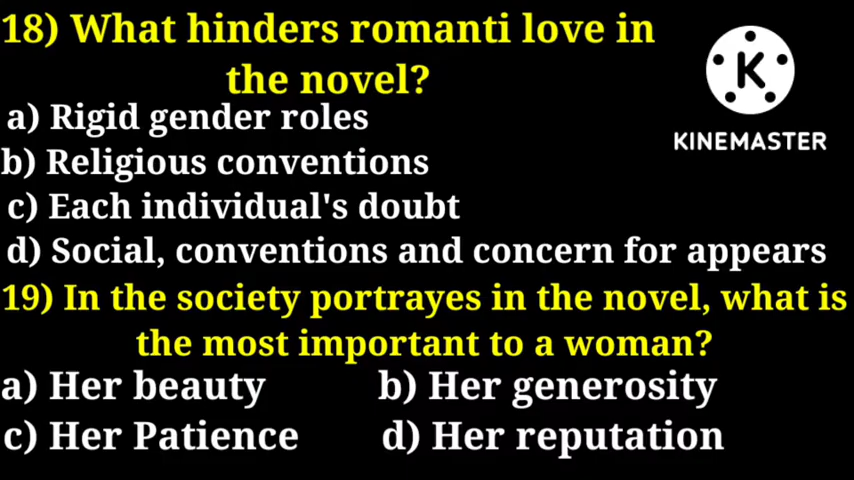 18) What hinders romanti love in
the novel?
a) Rigid gender roles
b) Religious conventions
c) Each individual's doubt
d) Social, conventions and concern for appears
19) In the society portrayes in the novel, what is
the most important to a woman?
a) Her beauty b) Her generosity
c) Her Patience d) Her reputation
K
KINEMASTER